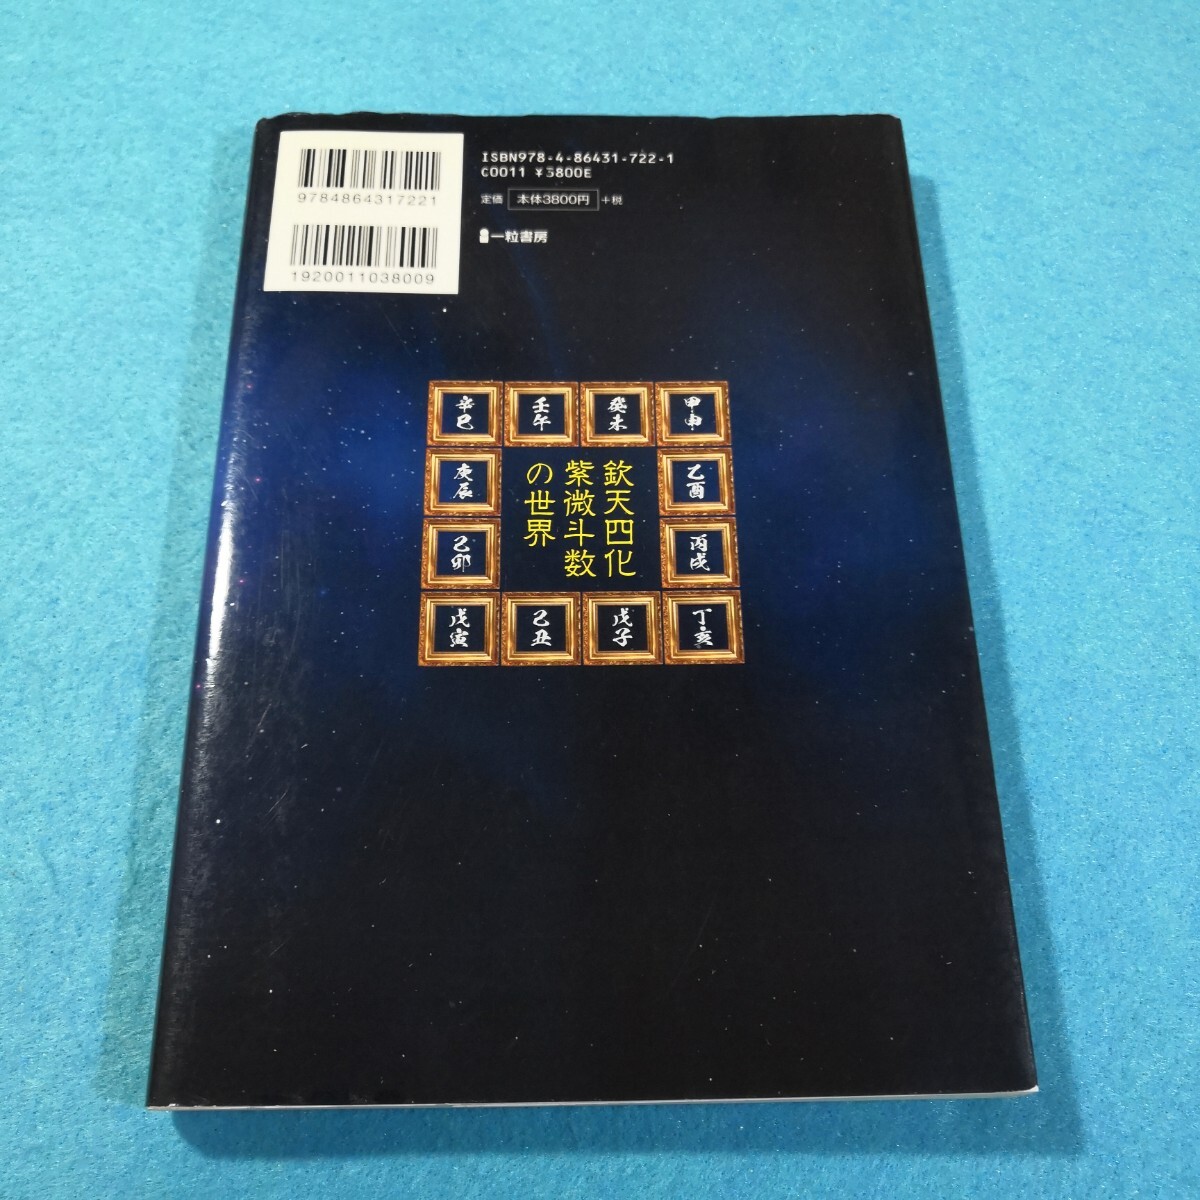 9784864317221
1920011038009
ISBN978-4-86431-722-1
C0011 ¥3800E
定価 本体3800円 +税
一粒書房
辛巳
壬午
癸未
甲申
庚辰
乙酉
己卯
丙戌
戊寅
己丑
戊子
丁亥
欽天四化
紫微斗数
の世界